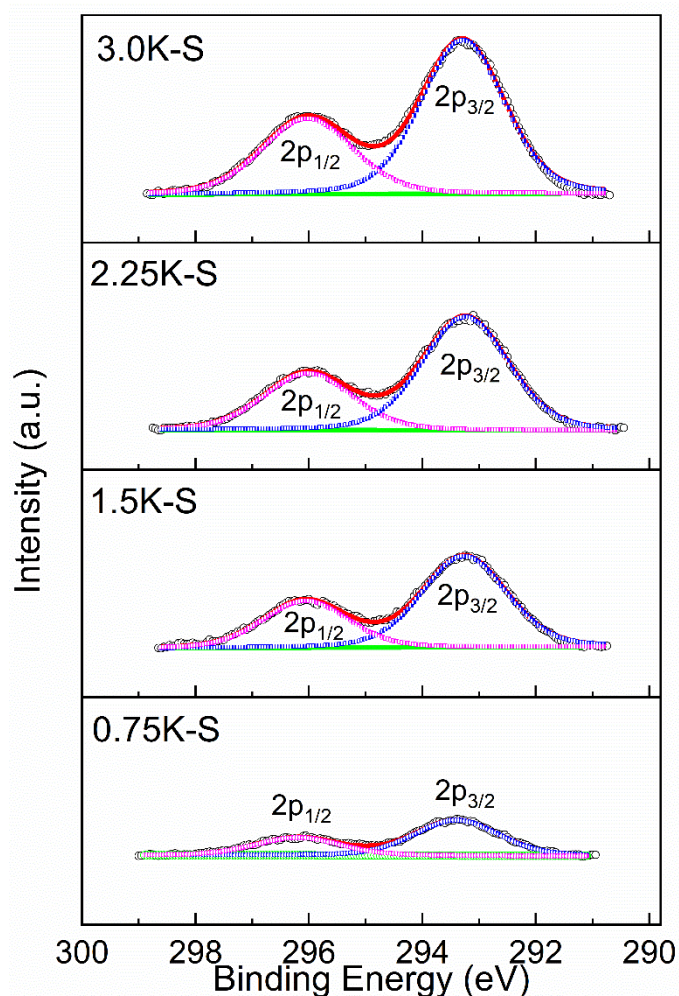 3.0K-S
2p3/2
2p1/2
2.25K-S
2p3/2
2p1/2
1.5K-S
2p3/2
2p1/2
0.75K-S
2p1/2
2p3/2
Intensity (a.u.)
300 298 296 294 292 290
Binding Energy (eV)